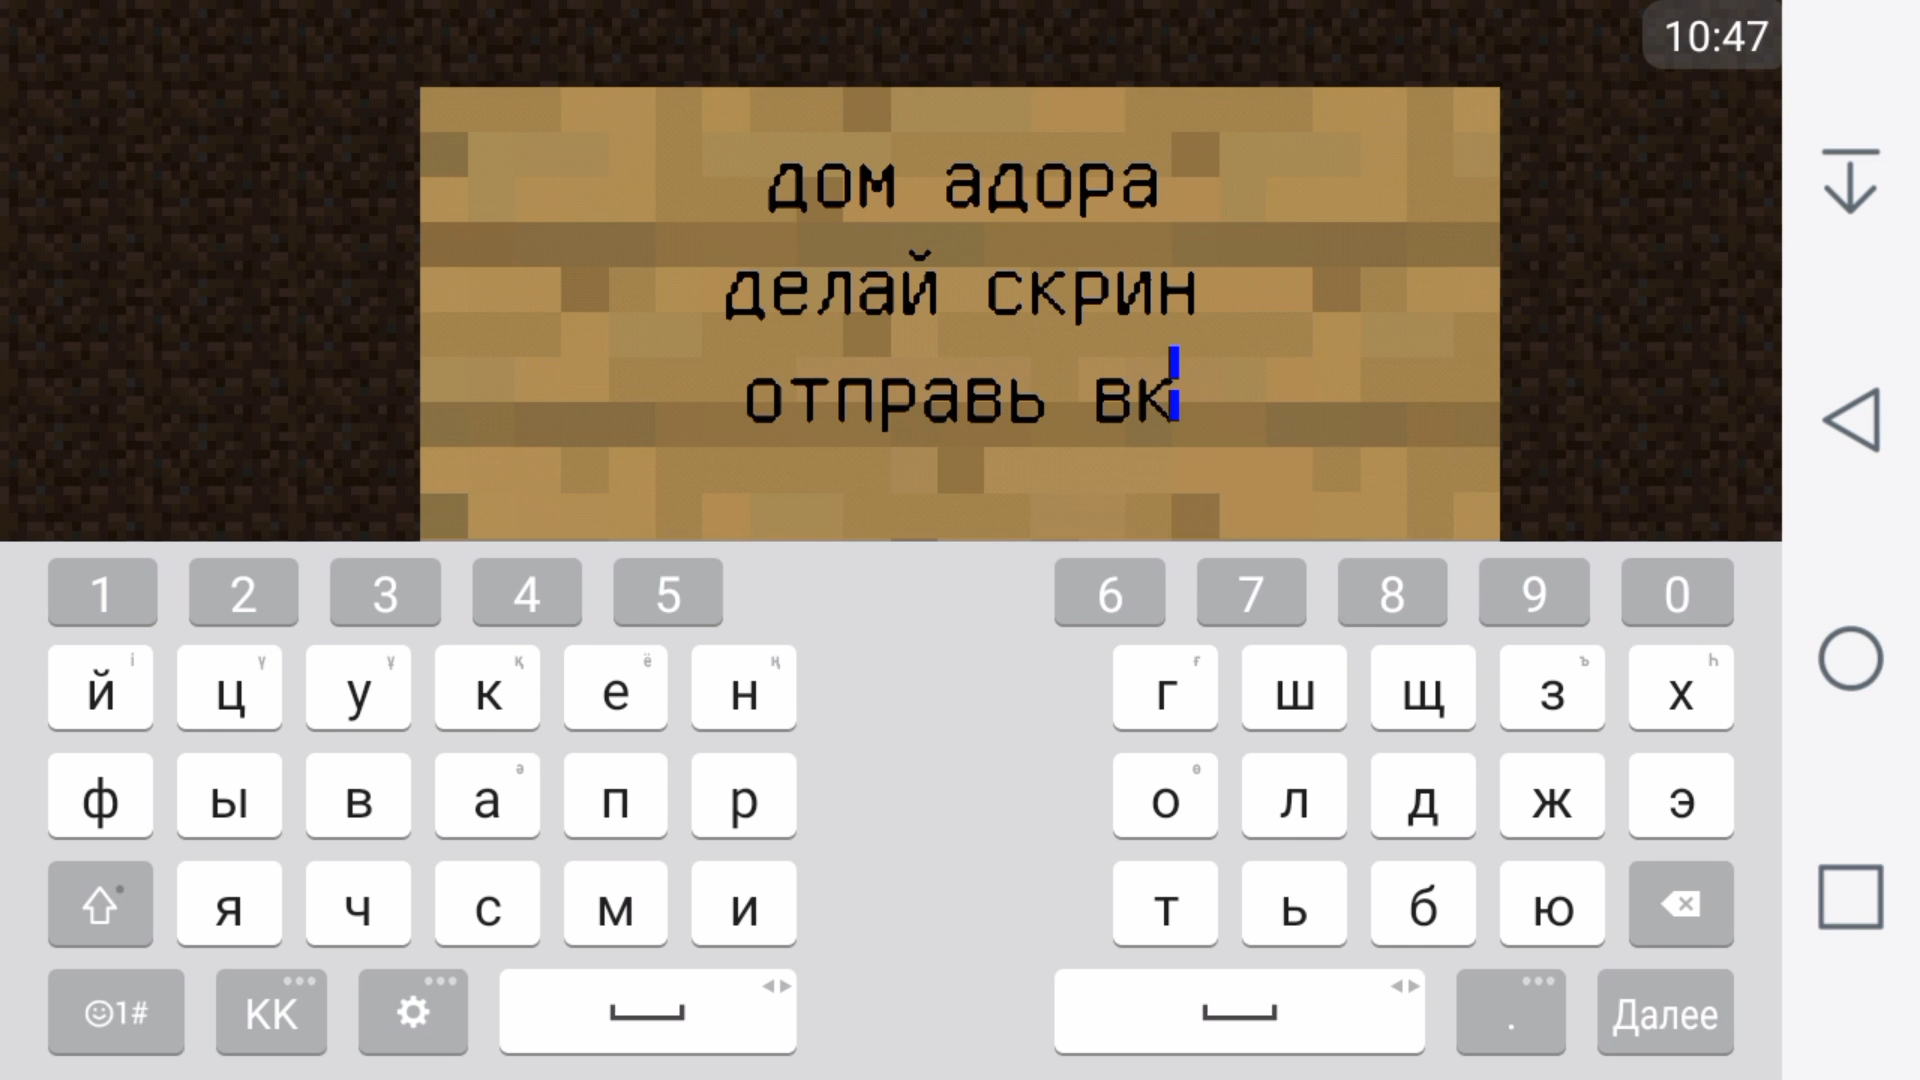 10:47
дом адора
делай скрин
отправь вк
1 2 3 4 5 6 7 8 9 0
й і ц ү у ұ к қ е ё н ң г ғ ш щ з ъ х һ
ф ы в а ә п р о ө л д ж э
я ч с м и т ь б ю
1# KK . Далее